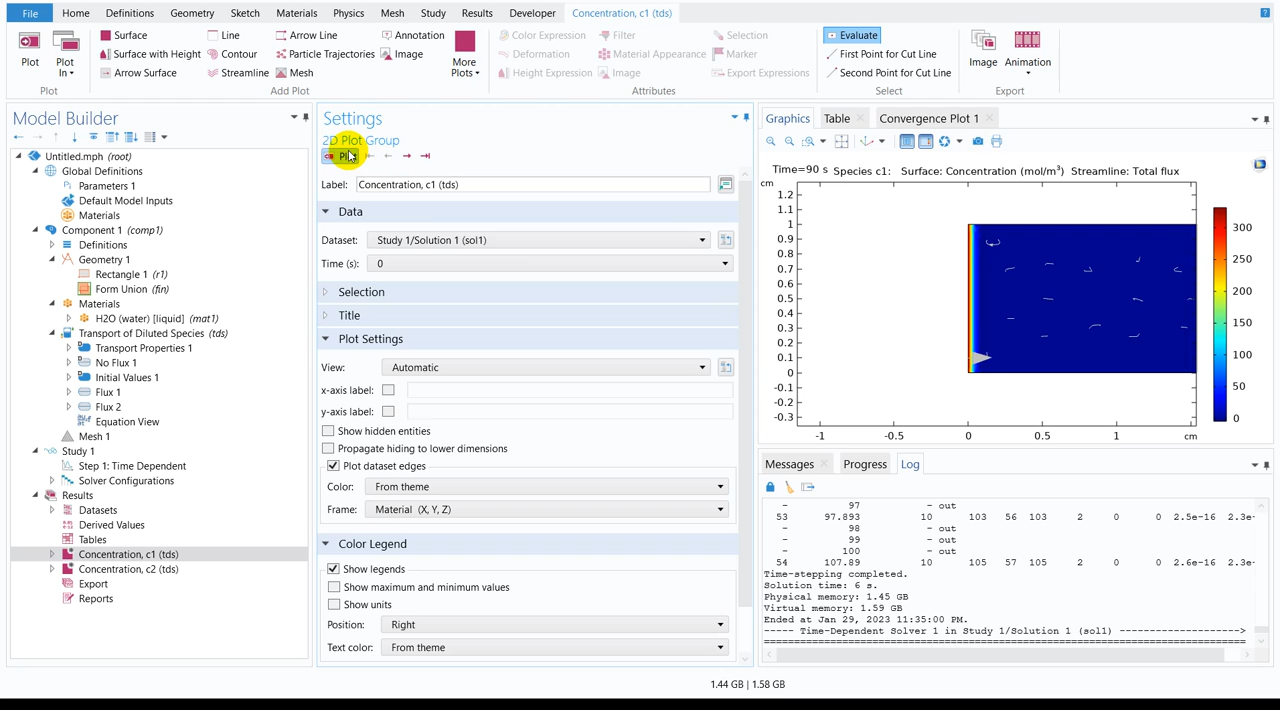 File Home Definitions Geometry Sketch Materials Physics Mesh Study Results Developer Concentration, c1 (tds) ?
Surface Line Arrow Line Annotation
Surface with Height Contour Particle Trajectories Image
Arrow Surface Streamline Mesh
Plot
Plot In
More Plots
Color Expression Filter Selection
Deformation Material Appearance Marker
Height Expression Image Export Expressions
Evaluate
First Point for Cut Line
Second Point for Cut Line
Image Animation
Plot Add Plot Attributes Select Export
Model Builder
Untitled.mph (root)
Global Definitions
Parameters 1
Default Model Inputs
Materials
Component 1 (comp1)
Definitions
Geometry 1
Rectangle 1 (r1)
Form Union (fin)
Materials
H2O (water) [liquid] (mat1)
Transport of Diluted Species (tds)
Transport Properties 1
No Flux 1
Initial Values 1
Flux 1
Flux 2
Equation View
Mesh 1
Study 1
Step 1: Time Dependent
Solver Configurations
Results
Datasets
Derived Values
Tables
Concentration, c1 (tds)
Concentration, c2 (tds)
Export
Reports
Settings
2D Plot Group
Plot
Label: Concentration, c1 (tds)
Data
Dataset: Study 1/Solution 1 (sol1)
Time (s): 0
Selection
Title
Plot Settings
View: Automatic
x-axis label:
y-axis label:
Show hidden entities
Propagate hiding to lower dimensions
Plot dataset edges
Color: From theme
Frame: Material (X, Y, Z)
Color Legend
Show legends
Show maximum and minimum values
Show units
Position: Right
Text color: From theme
Graphics Table Convergence Plot 1
Time=90 s Species c1: Surface: Concentration (mol/m³) Streamline: Total flux
cm
1.2
1.1
1
0.9
0.8
0.7
0.6
0.5
0.4
0.3
0.2
0.1
0
-0.1
-0.2
-0.3
-1 -0.5 0 0.5 1 cm
300
250
200
150
100
50
0
Messages Progress Log
- 97 - out
53 97.893 10 103 56 103 2 0 0 2.5e-16 2.3e-
- 98 - out
- 99 - out
- 100 - out
54 107.89 10 105 57 105 2 0 0 2.6e-16 2.3e-
Time-stepping completed.
Solution time: 6 s.
Physical memory: 1.45 GB
Virtual memory: 1.59 GB
Ended at Jan 29, 2023 11:35:00 PM.
----- Time-Dependent Solver 1 in Study 1/Solution 1 (sol1) -------------------->
1.44 GB | 1.58 GB